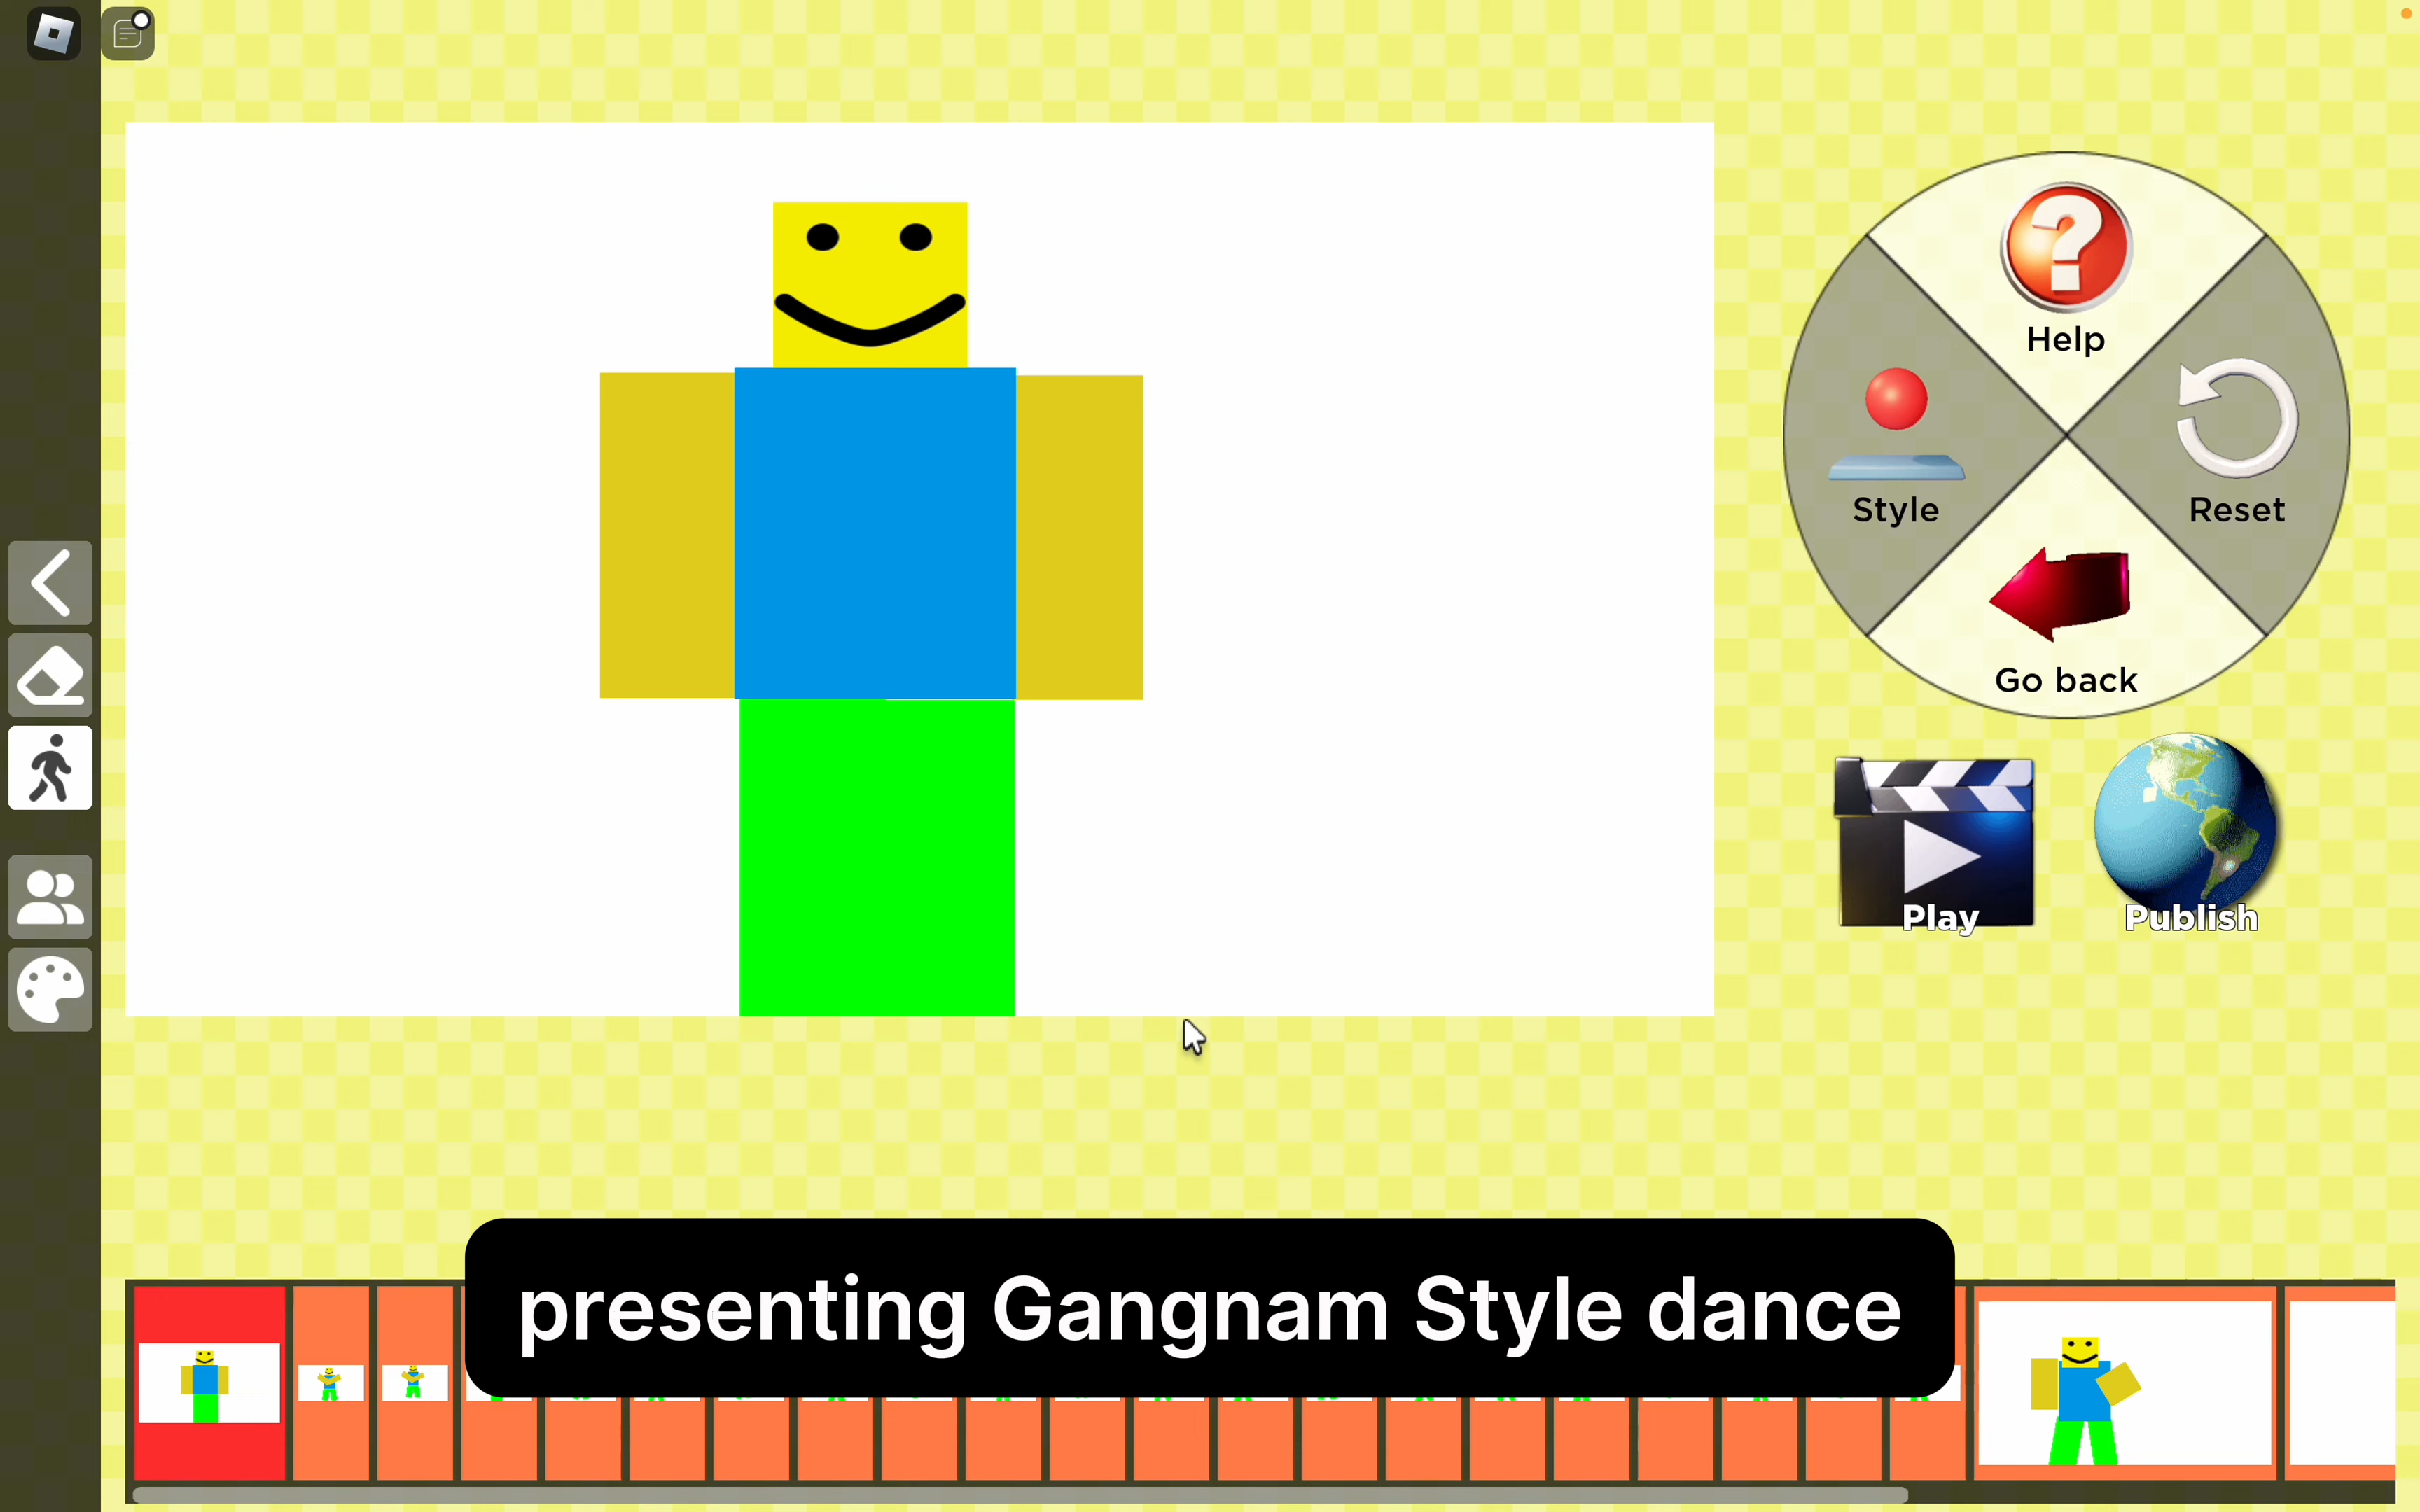 Help
Style
Reset
Go back
Play
Publish
presenting Gangnam Style dance